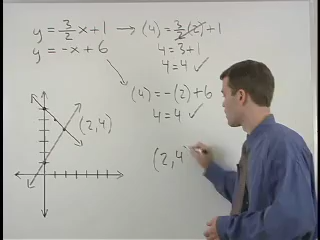 y = 3/2 x + 1 → (4) = 3/2 (2) + 1
y = -x + 6
4 = 3 + 1
4 = 4 ✓
(4) = -(2) + 6
4 = 4 ✓
(2,4)
(2,4